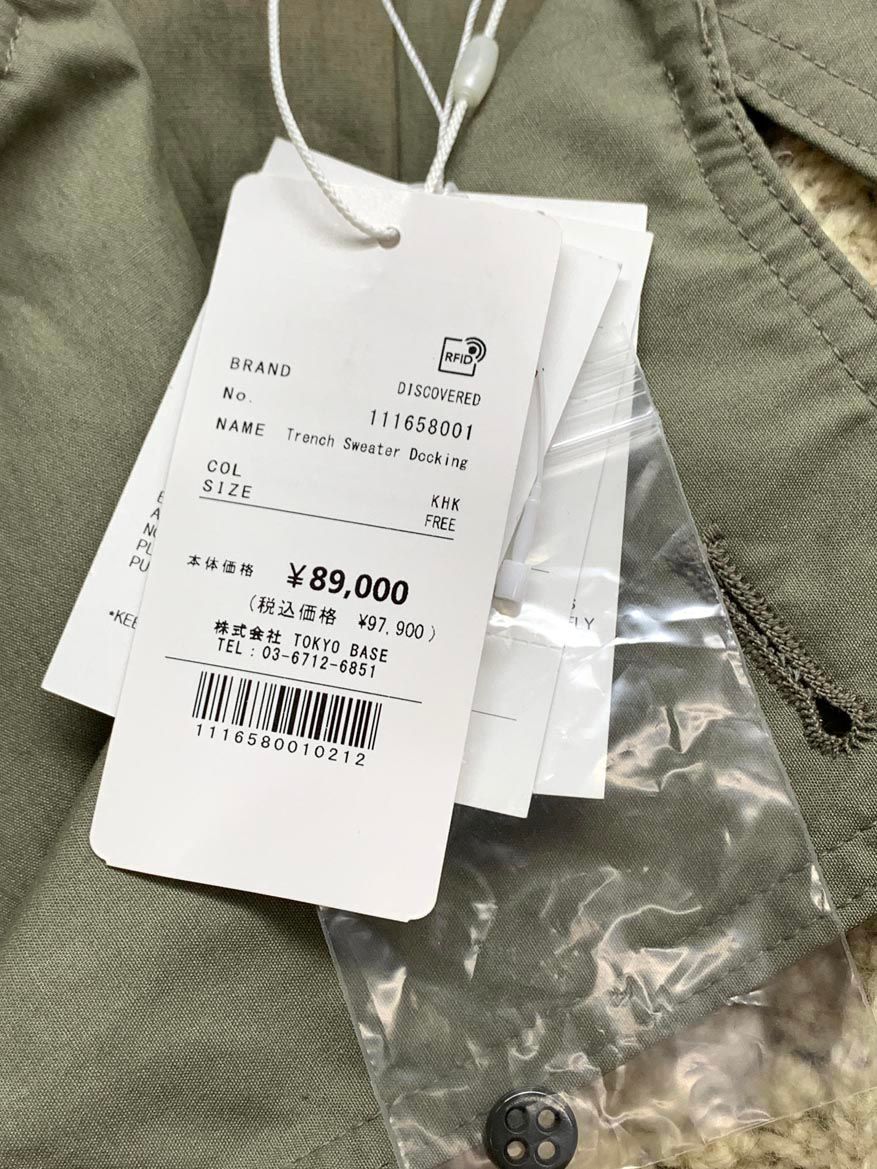 RFID
BRAND DISCOVERED
No. 111658001
NAME Trench Sweater Docking
COL KHK
SIZE FREE
本体価格 ¥89,000
(税込価格 ¥97,900)
株式会社 TOKYO BASE
TEL : 03-6712-6851
1116580010212